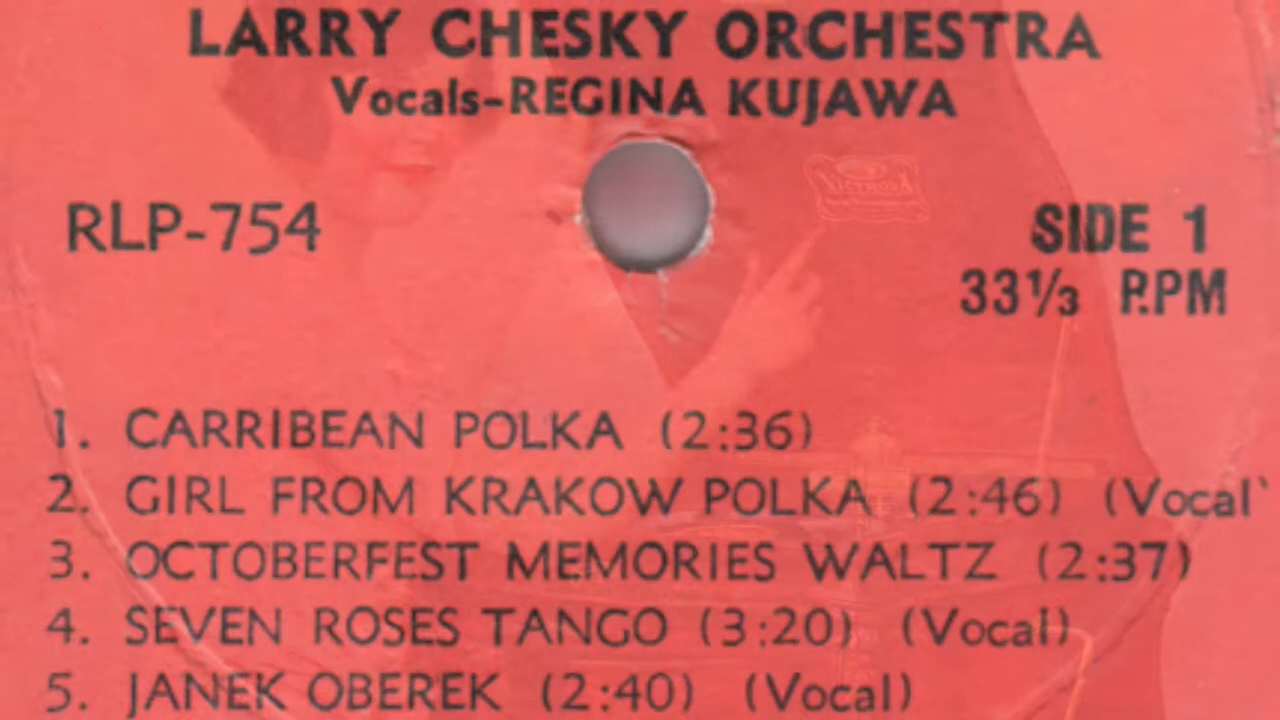 LARRY CHESKY ORCHESTRA
Vocals-REGINA KUJAWA
VICTROLA
RLP-754
SIDE 1
33⅓ RPM
1. CARRIBEAN POLKA (2:36)
2. GIRL FROM KRAKOW POLKA (2:46) (Vocal)
3. OCTOBERFEST MEMORIES WALTZ (2:37)
4. SEVEN ROSES TANGO (3:20) (Vocal)
5. JANEK OBEREK (2:40) (Vocal)